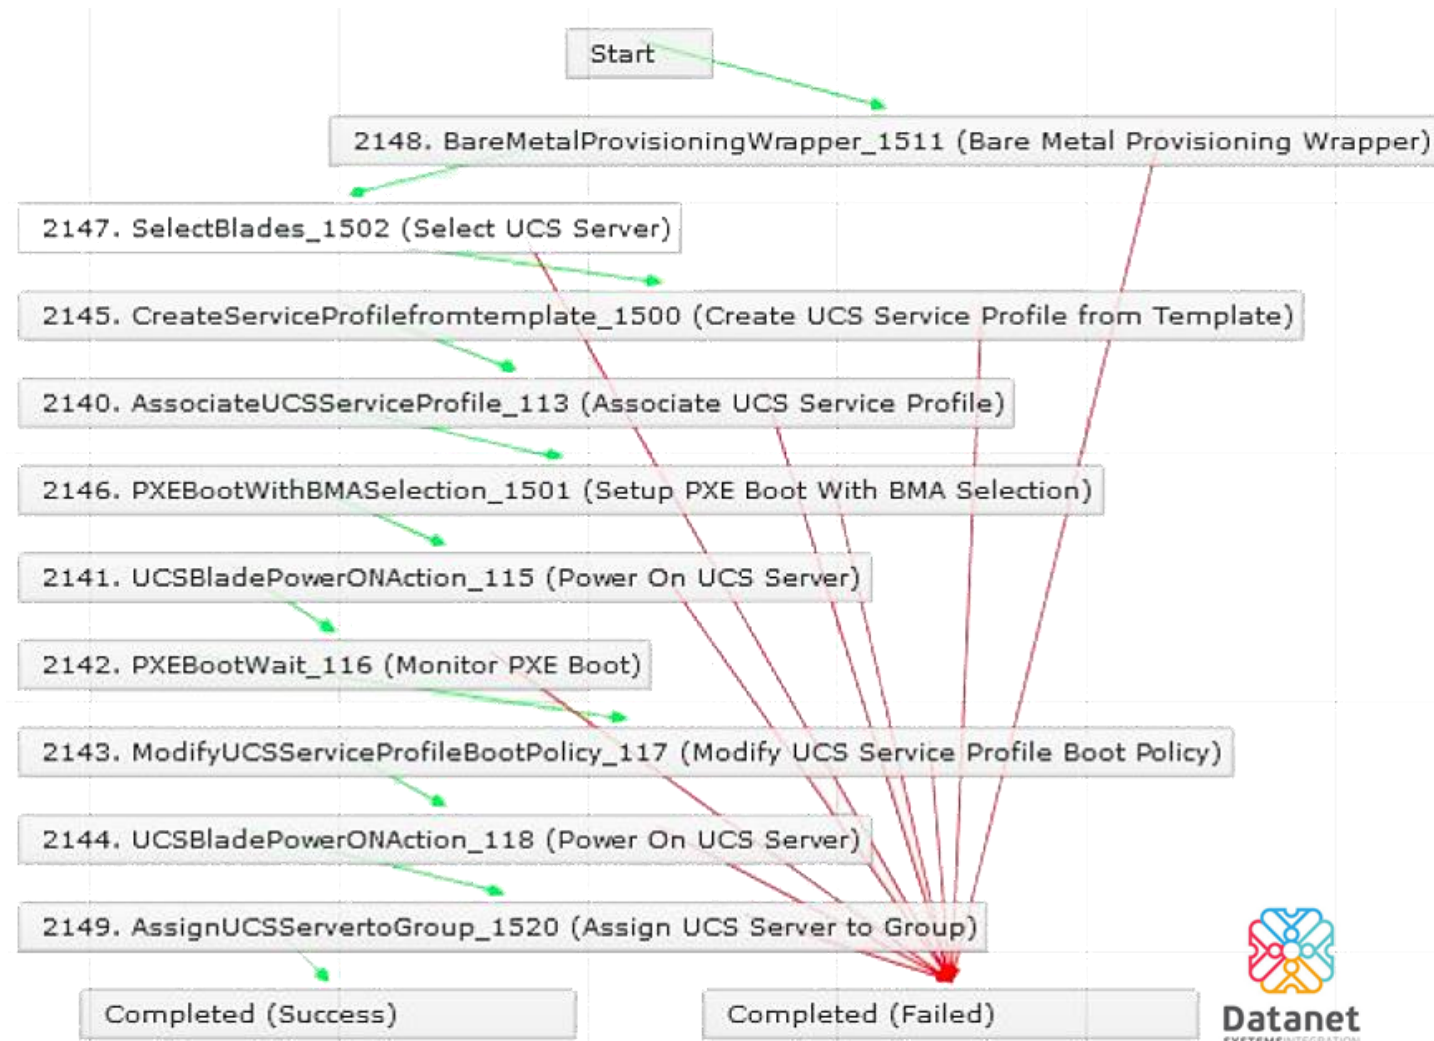 Start
2148. BareMetalProvisioningWrapper_1511 (Bare Metal Provisioning Wrapper)
2147. SelectBlades_1502 (Select UCS Server)
2145. CreateServiceProfilefromtemplate_1500 (Create UCS Service Profile from Template)
2140. AssociateUCSServiceProfile_113 (Associate UCS Service Profile)
2146. PXEBootWithBMASelection_1501 (Setup PXE Boot With BMA Selection)
2141. UCSBladePowerONAction_115 (Power On UCS Server)
2142. PXEBootWait_116 (Monitor PXE Boot)
2143. ModifyUCSServiceProfileBootPolicy_117 (Modify UCS Service Profile Boot Policy)
2144. UCSBladePowerONAction_118 (Power On UCS Server)
2149. AssignUCSServertoGroup_1520 (Assign UCS Server to Group)
Completed (Success)
Completed (Failed)
Datanet
SYSTEMSINTEGRATION